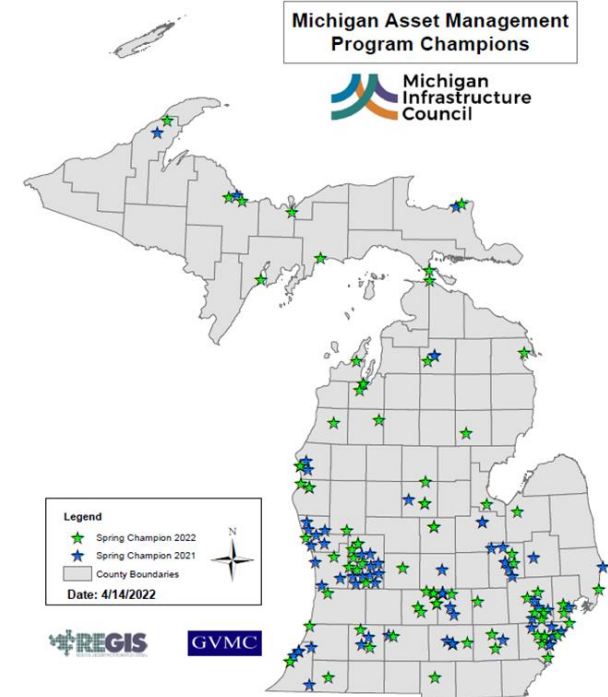 Michigan Asset Management
Program Champions
Michigan
Infrastructure
Council
Legend
Spring Champion 2022
Spring Champion 2021
County Boundaries
N
Date: 4/14/2022
REGIS
GVMC